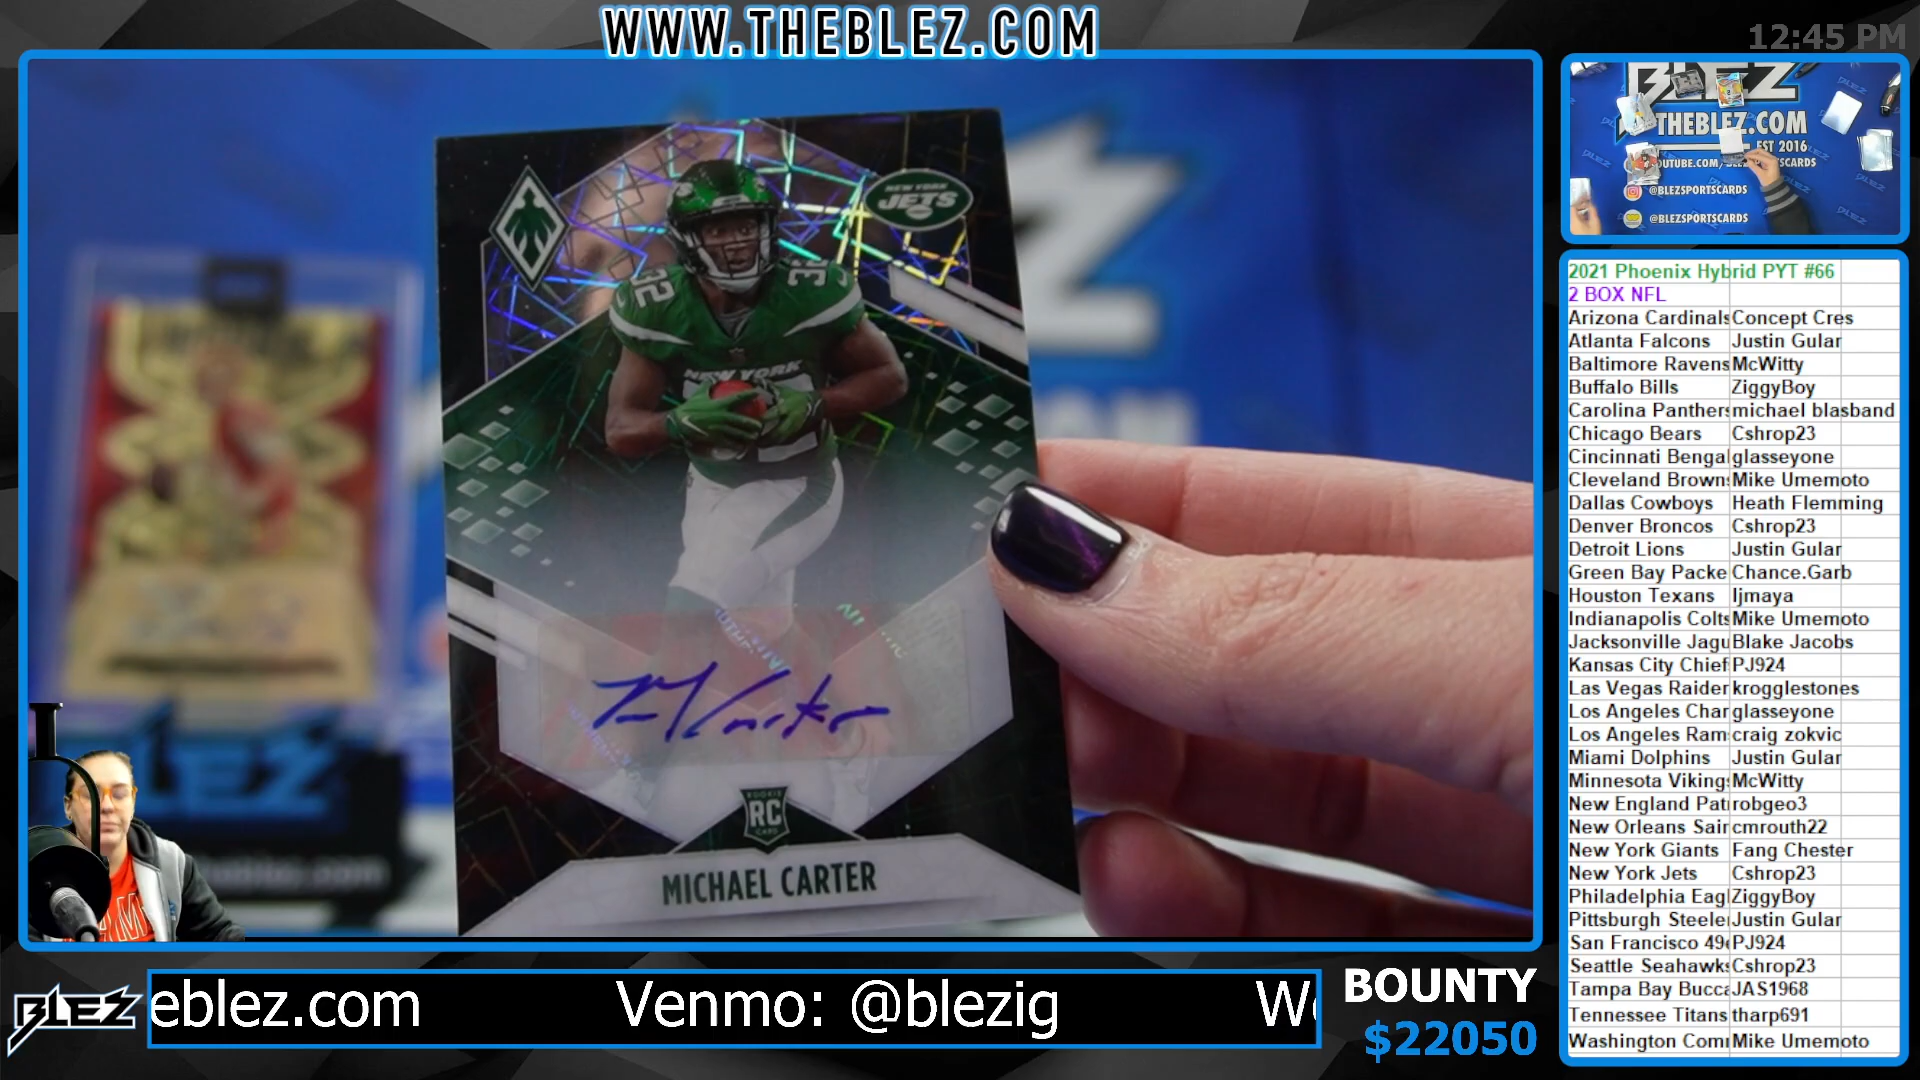 WWW.THEBLEZ.COM
12:45 PM
NEW YORK
JETS
32
NEW YORK
ROOKIE
RC
CARD
MICHAEL CARTER
BLEZ
THEBLEZ.COM
EST 2016
@BLEZSPORTSCARDS
@BLEZSPORTSCARDS
2021 Phoenix Hybrid PYT #66
2 BOX NFL
Arizona Cardinals Concept Cres
Atlanta Falcons Justin Gular
Baltimore Ravens McWitty
Buffalo Bills ZiggyBoy
Carolina Panthers michael blasband
Chicago Bears Cshrop23
Cincinnati Bengal glasseyone
Cleveland Browns Mike Umemoto
Dallas Cowboys Heath Flemming
Denver Broncos Cshrop23
Detroit Lions Justin Gular
Green Bay Packe Chance.Garb
Houston Texans ljmaya
Indianapolis Colts Mike Umemoto
Jacksonville Jagu Blake Jacobs
Kansas City Chief PJ924
Las Vegas Raider krogglestones
Los Angeles Char glasseyone
Los Angeles Ram craig zokvic
Miami Dolphins Justin Gular
Minnesota Viking McWitty
New England Pat robgeo3
New Orleans Sain cmrouth22
New York Giants Fang Chester
New York Jets Cshrop23
Philadelphia Eagl ZiggyBoy
Pittsburgh Steele Justin Gular
San Francisco 49e PJ924
Seattle Seahawks Cshrop23
Tampa Bay Bucca JAS1968
Tennessee Titans tharp691
Washington Com Mike Umemoto
BLEZ
eblez.com Venmo: @blezig
BOUNTY
$22050